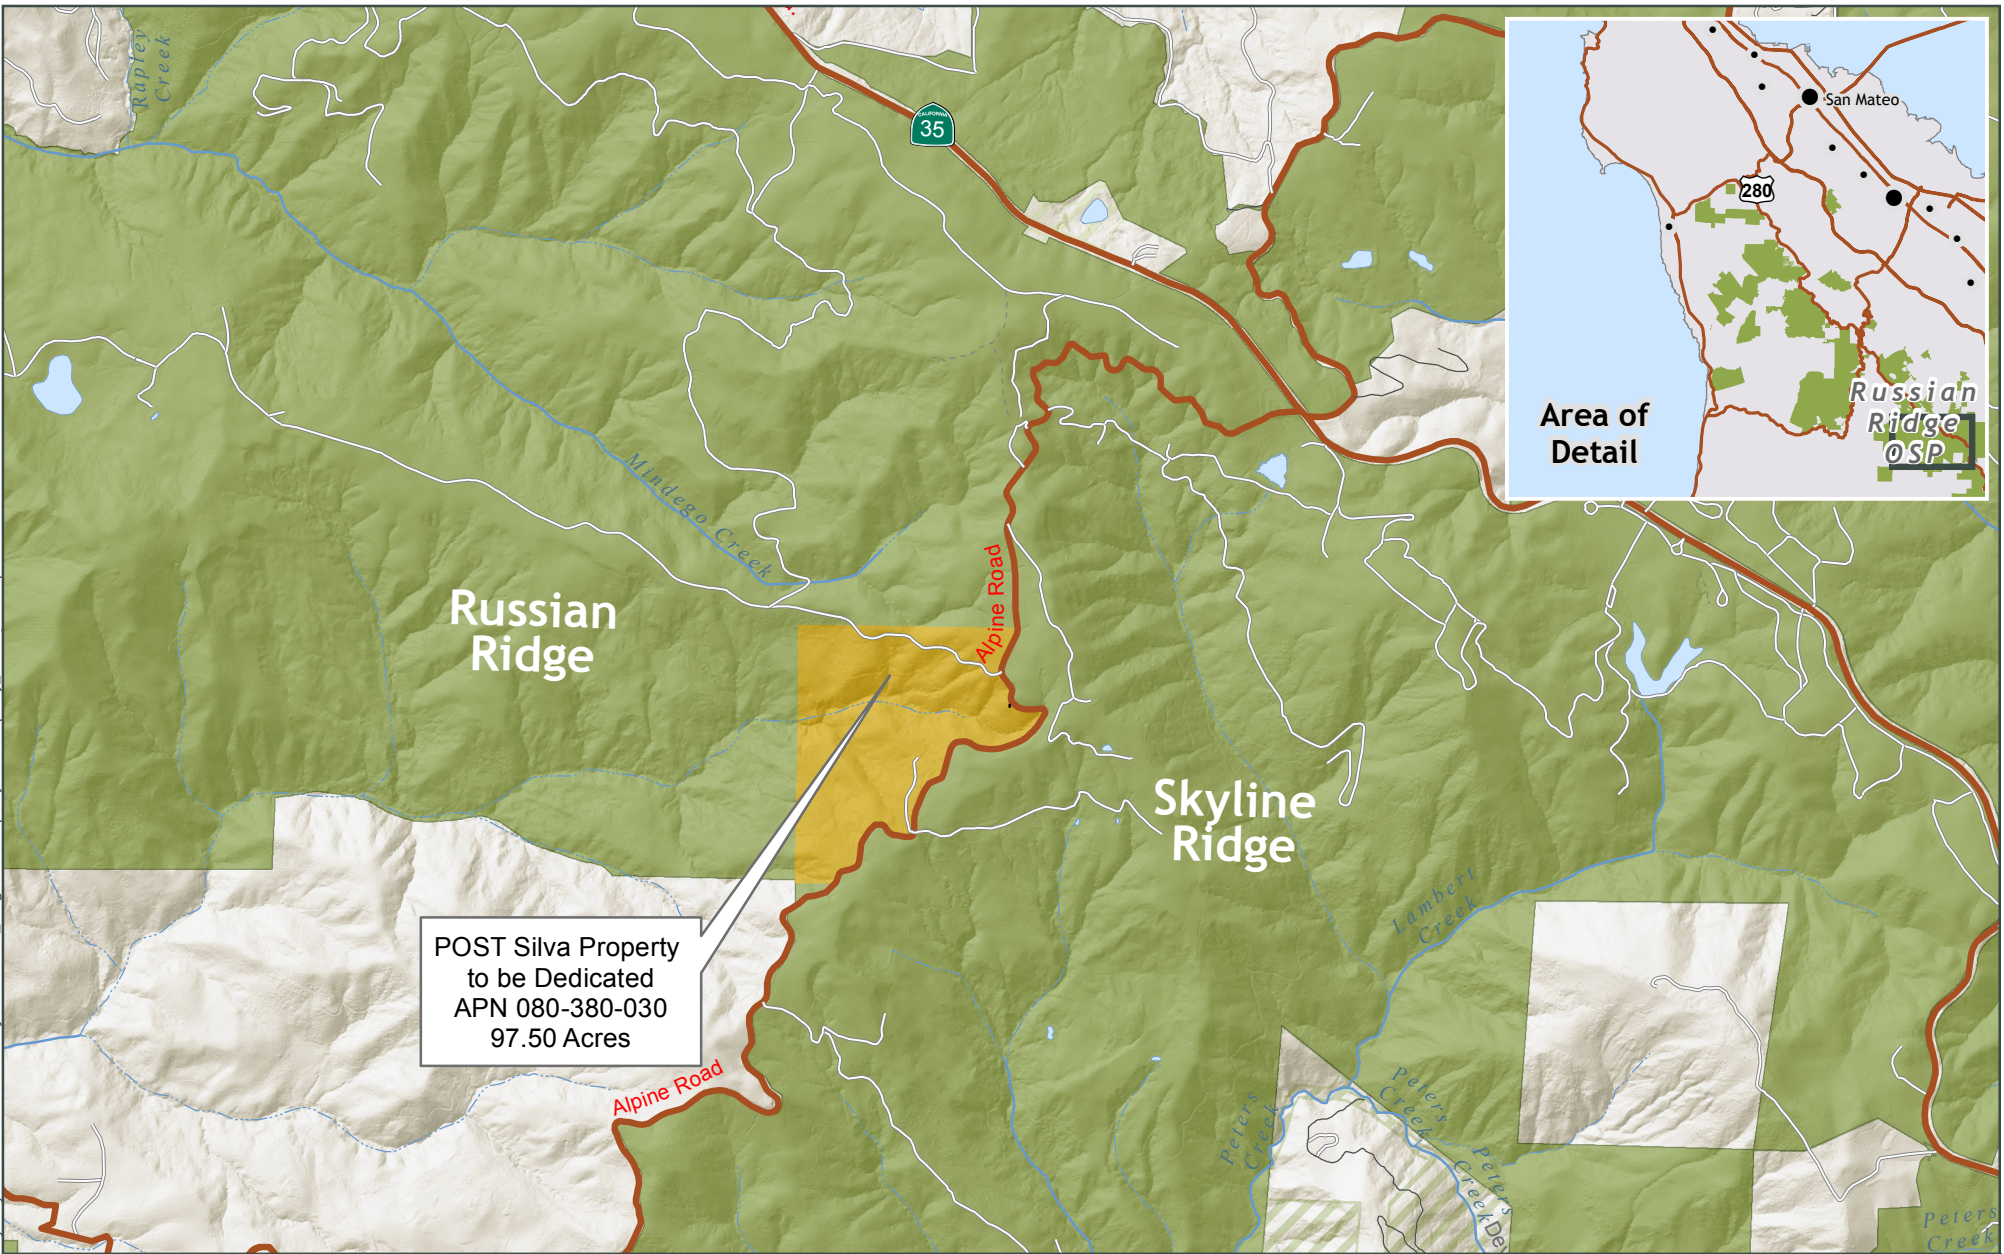 Rapley
Creek
CALIFORNIA
35
San Mateo
280
Russian
Ridge
OSP
Area of
Detail
Mindego Creek
Alpine Road
Russian
Ridge
Skyline
Ridge
Lambert
Creek
POST Silva Property
to be Dedicated
APN 080-380-030
97.50 Acres
Alpine Road
Peters
Creek
Peters
Creek
Peters
Creek
Peters
Creek